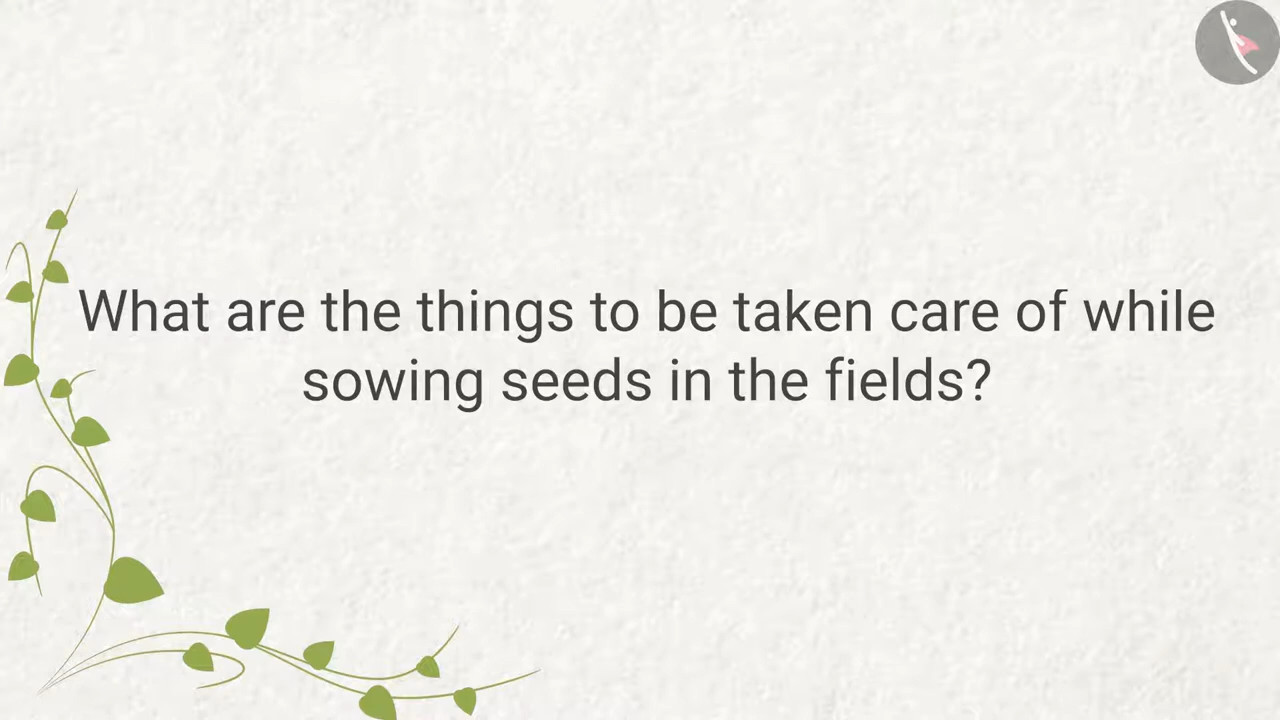 What are the things to be taken care of while
sowing seeds in the fields?